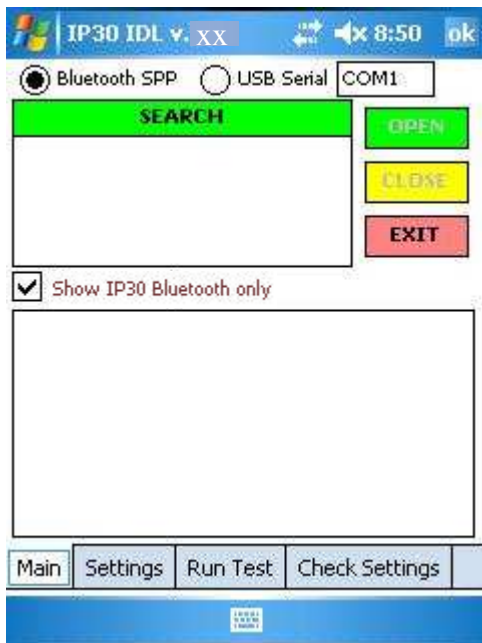 IP30 IDL v. XX 8:50 ok
Bluetooth SPP USB Serial COM1
SEARCH
OPEN
CLOSE
EXIT
Show IP30 Bluetooth only
Main Settings Run Test Check Settings